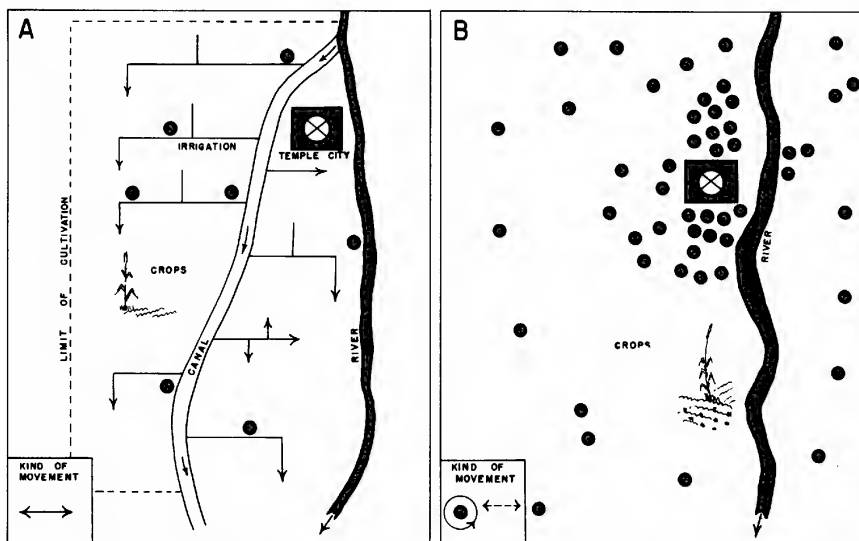 A
IRRIGATION
TEMPLE CITY
LIMIT OF CULTIVATION
CROPS
CANAL
RIVER
KIND OF
MOVEMENT
B
RIVER
CROPS
KIND OF
MOVEMENT